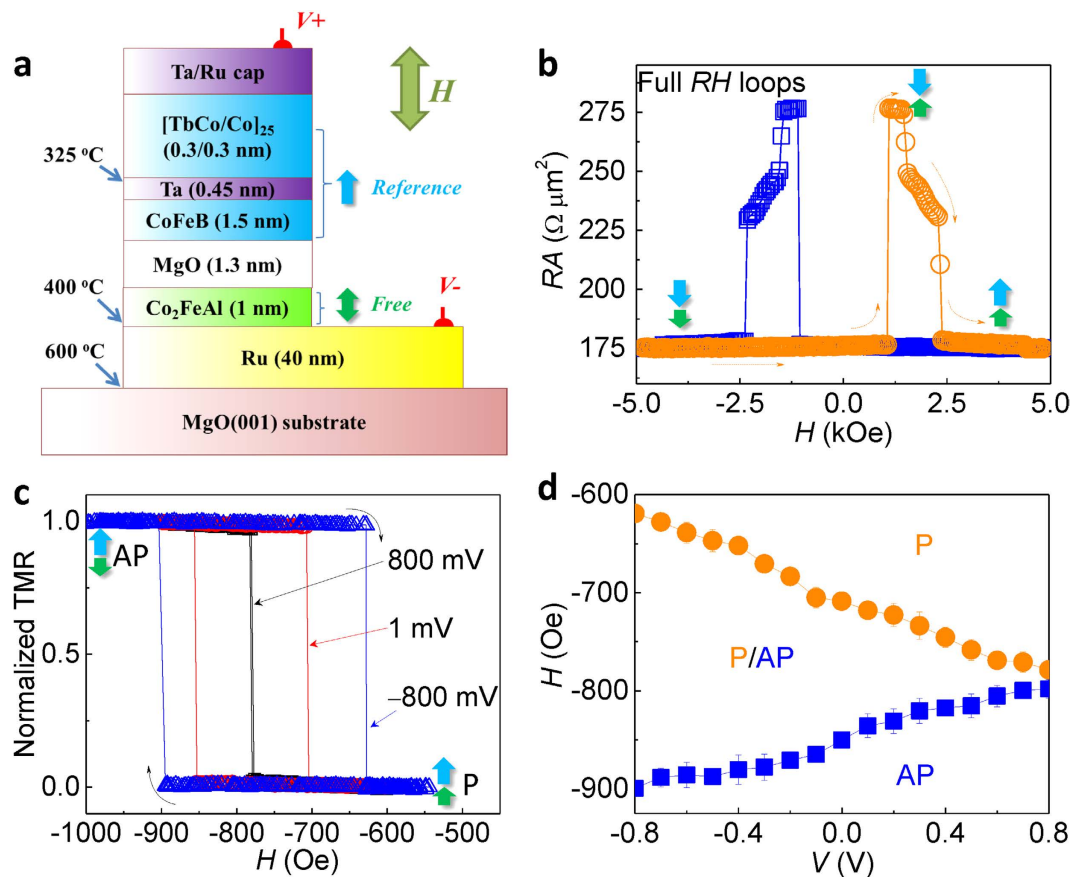 a
V+
Ta/Ru cap
H
[TbCo/Co]25
(0.3/0.3 nm)
325 °C
Ta (0.45 nm)
Reference
CoFeB (1.5 nm)
MgO (1.3 nm)
400 °C
Co2FeAl (1 nm)
Free
V-
600 °C
Ru (40 nm)
MgO(001) substrate
b
Full RH loops
275
250
225
200
175
RA (Ω μm²)
-5.0 -2.5 0.0 2.5 5.0
H (kOe)
c
1.0
0.5
0.0
Normalized TMR
AP
800 mV
1 mV
−800 mV
P
-1000 -900 -800 -700 -600 -500
H (Oe)
d
-600
-700
-800
-900
H (Oe)
P
P/AP
AP
-0.8 -0.4 0.0 0.4 0.8
V (V)